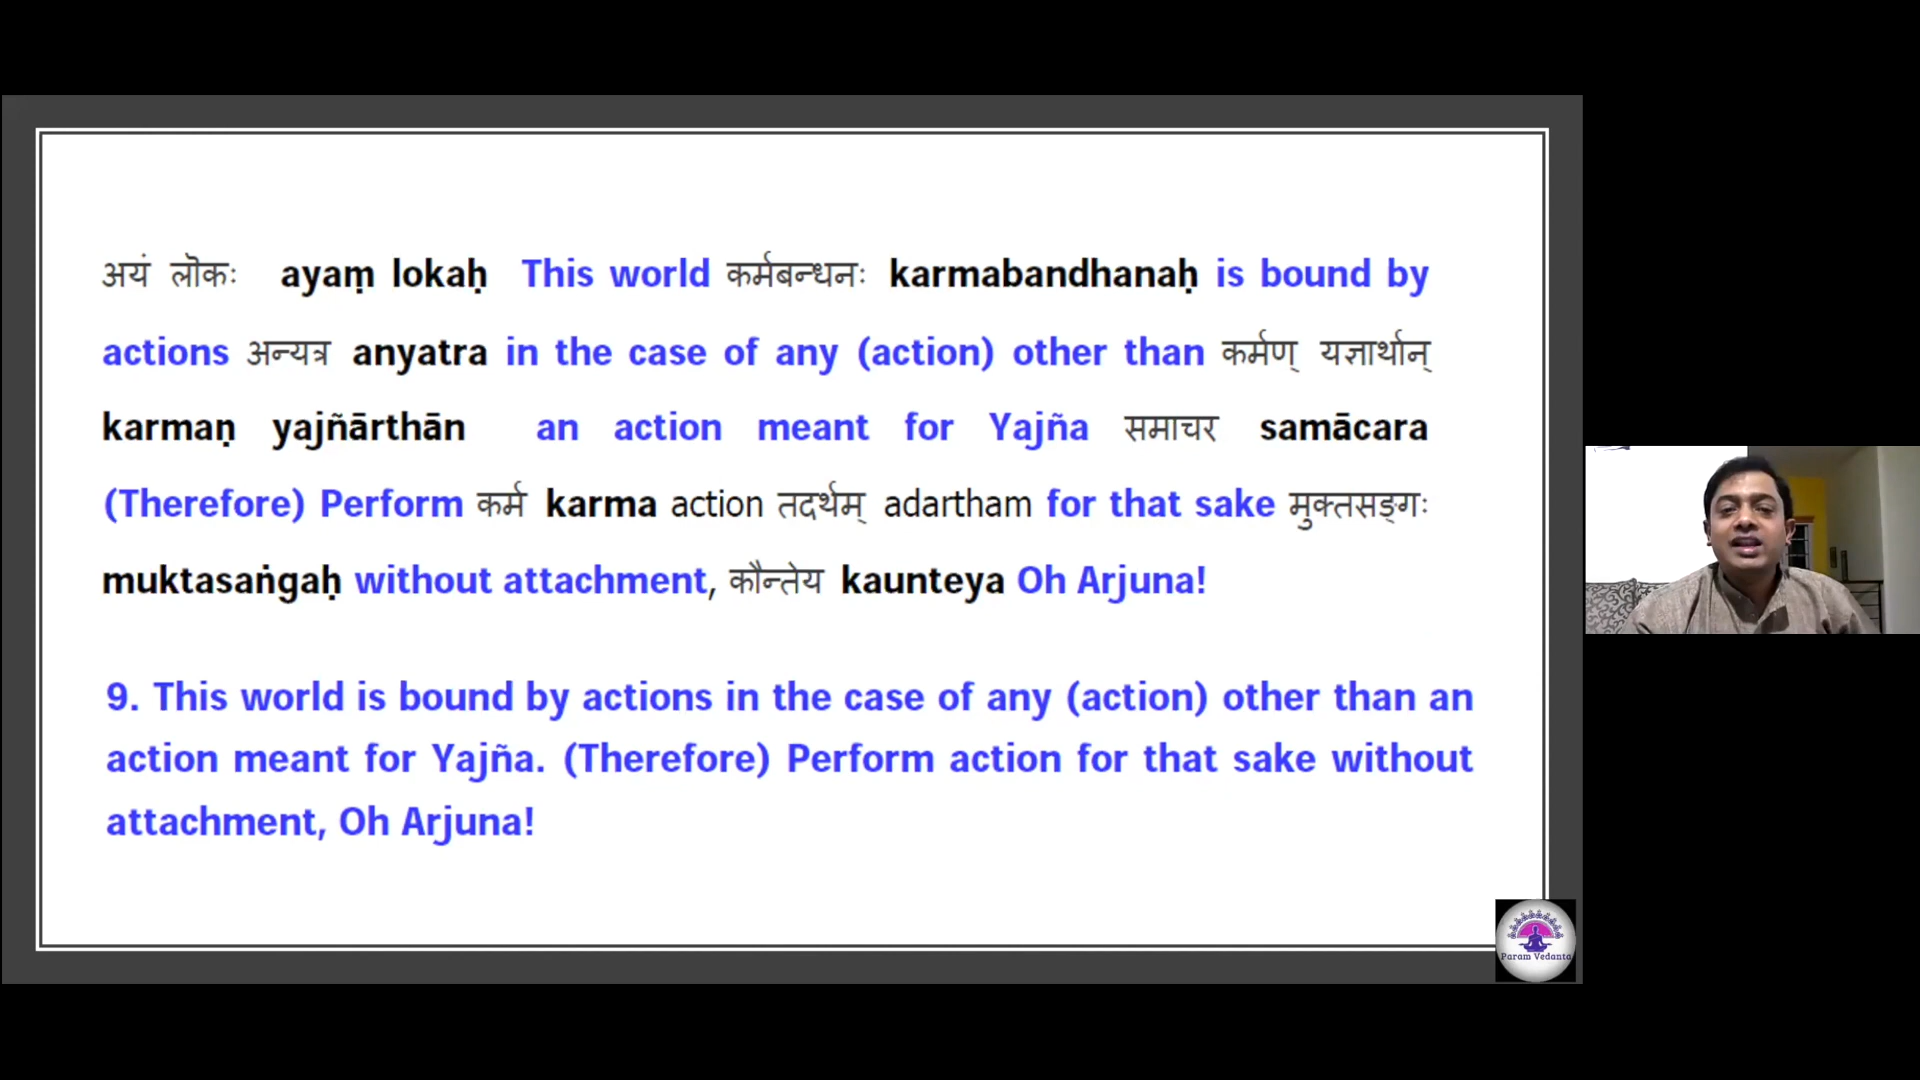 अयं लॊकः ayaṃ lokaḥ This world कर्मबन्धनः karmabandhanaḥ is bound by
actions अन्यत्र anyatra in the case of any (action) other than कर्मण् यज्ञार्थान्
karmaṇ yajñārthān an action meant for Yajña समाचर samācara
(Therefore) Perform कर्म karma action तदर्थम् adartham for that sake मुक्तसङ्गः
muktasaṅgaḥ without attachment, कौन्तेय kaunteya Oh Arjuna!
9. This world is bound by actions in the case of any (action) other than an
action meant for Yajña. (Therefore) Perform action for that sake without
attachment, Oh Arjuna!
Param Vedanta